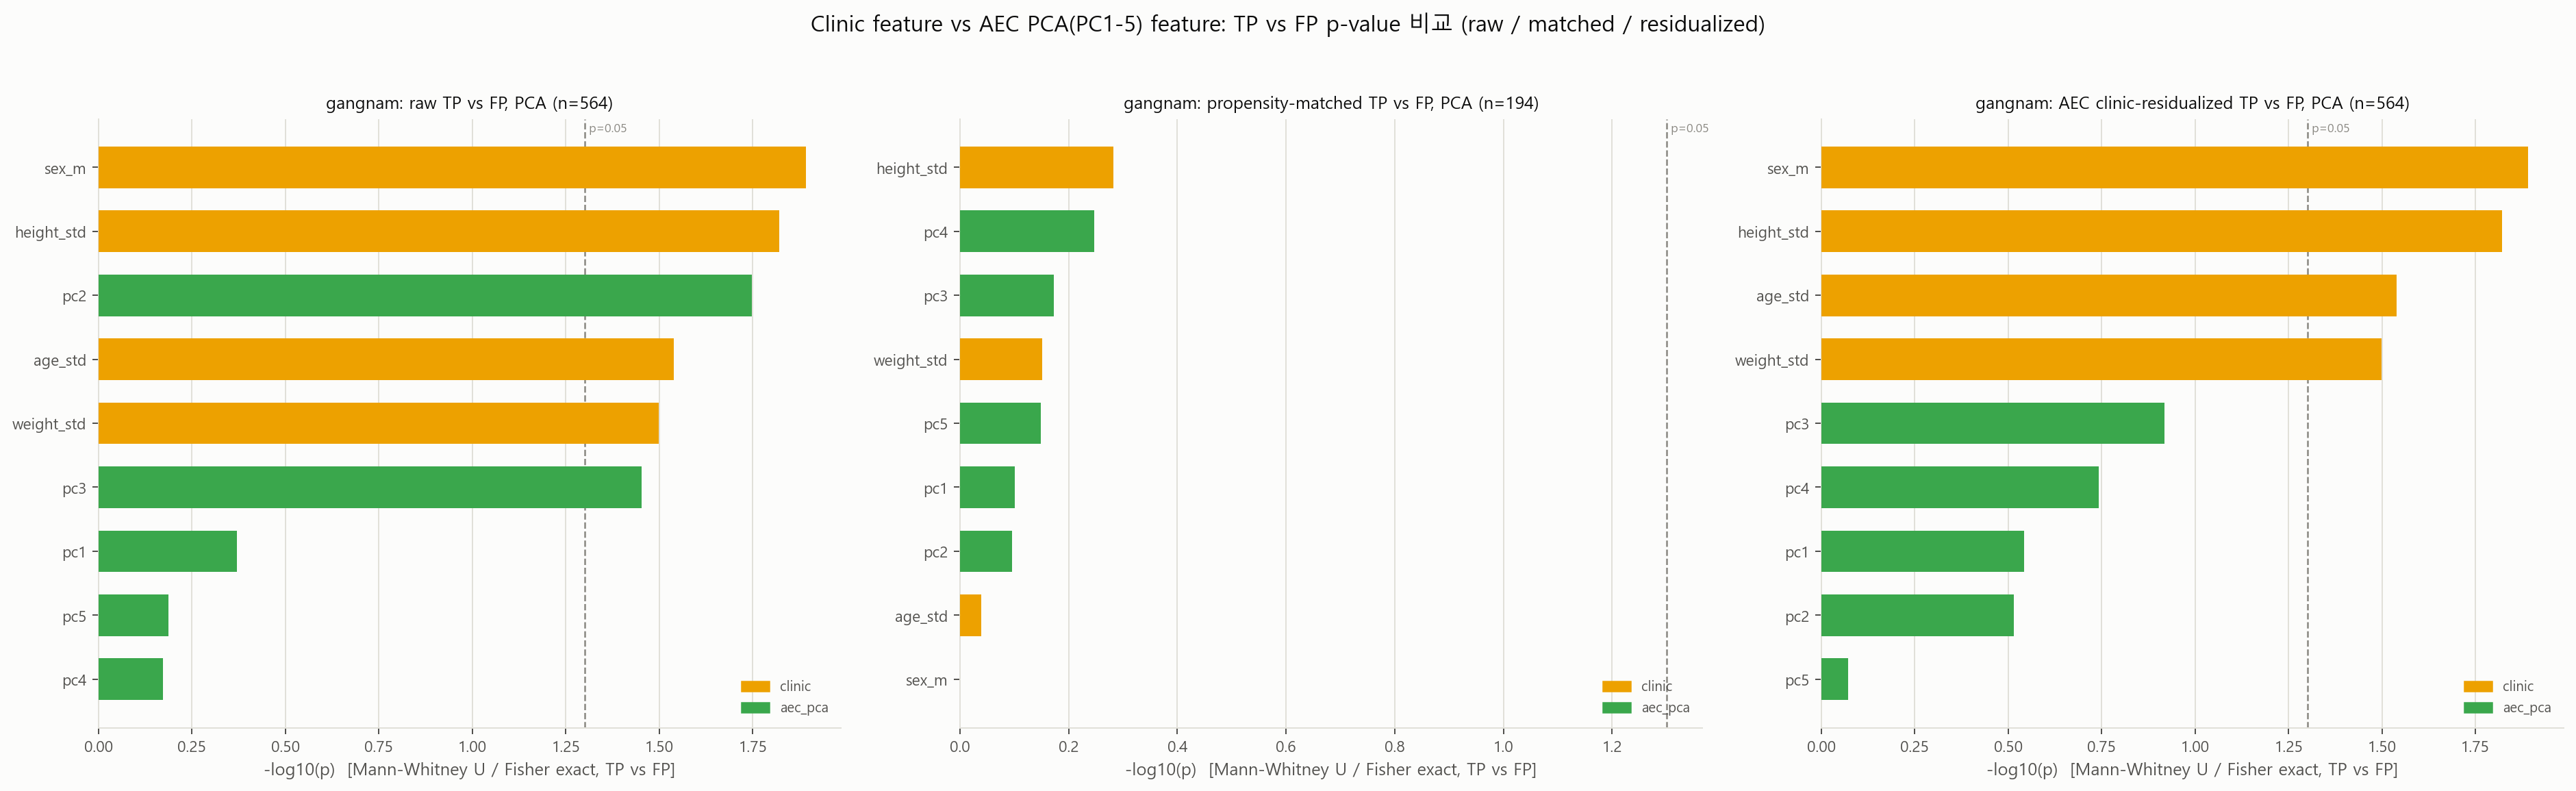 Clinic feature vs AEC PCA(PC1-5) feature: TP vs FP p-value 비교 (raw / matched / residualized)
gangnam: raw TP vs FP, PCA (n=564)
p=0.05
sex_m
height_std
pc2
age_std
weight_std
pc3
pc1
pc5
pc4
clinic
aec_pca
0.00 0.25 0.50 0.75 1.00 1.25 1.50 1.75
-log10(p) [Mann-Whitney U / Fisher exact, TP vs FP]
gangnam: propensity-matched TP vs FP, PCA (n=194)
p=0.05
height_std
pc4
pc3
weight_std
pc5
pc1
pc2
age_std
sex_m
clinic
aec_pca
0.0 0.2 0.4 0.6 0.8 1.0 1.2
-log10(p) [Mann-Whitney U / Fisher exact, TP vs FP]
gangnam: AEC clinic-residualized TP vs FP, PCA (n=564)
p=0.05
sex_m
height_std
age_std
weight_std
pc3
pc4
pc1
pc2
pc5
clinic
aec_pca
0.00 0.25 0.50 0.75 1.00 1.25 1.50 1.75
-log10(p) [Mann-Whitney U / Fisher exact, TP vs FP]